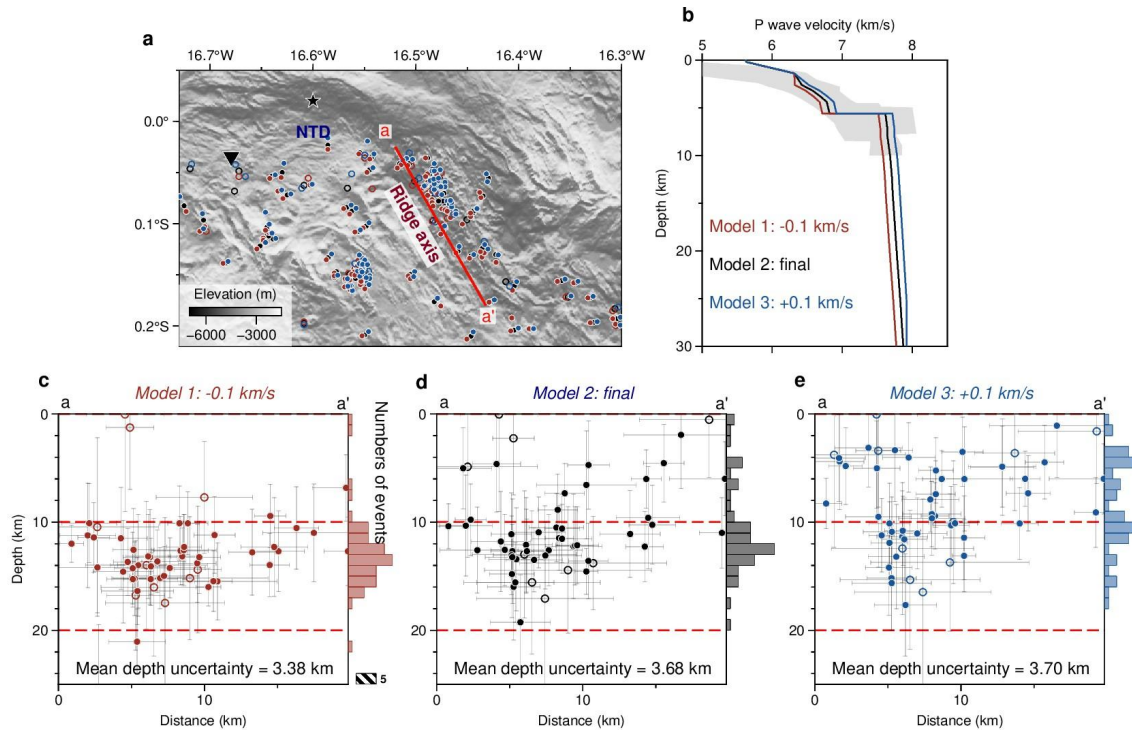 a
16.7°W 16.6°W 16.5°W 16.4°W 16.3°W
0.0°
0.1°S
0.2°S
NTD
a
Ridge axis
a'
Elevation (m)
−6000 −3000
b
P wave velocity (km/s)
5 6 7 8
0
10
20
30
Depth (km)
Model 1: -0.1 km/s
Model 2: final
Model 3: +0.1 km/s
c
Model 1: -0.1 km/s
a a'
0
10
20
Depth (km)
Mean depth uncertainty = 3.38 km
0 10
Distance (km)
Numbers of events
5
d
Model 2: final
0
10
20
Mean depth uncertainty = 3.68 km
0 10
Distance (km)
e
Model 3: +0.1 km/s
a a'
0
10
20
Mean depth uncertainty = 3.70 km
0 10
Distance (km)